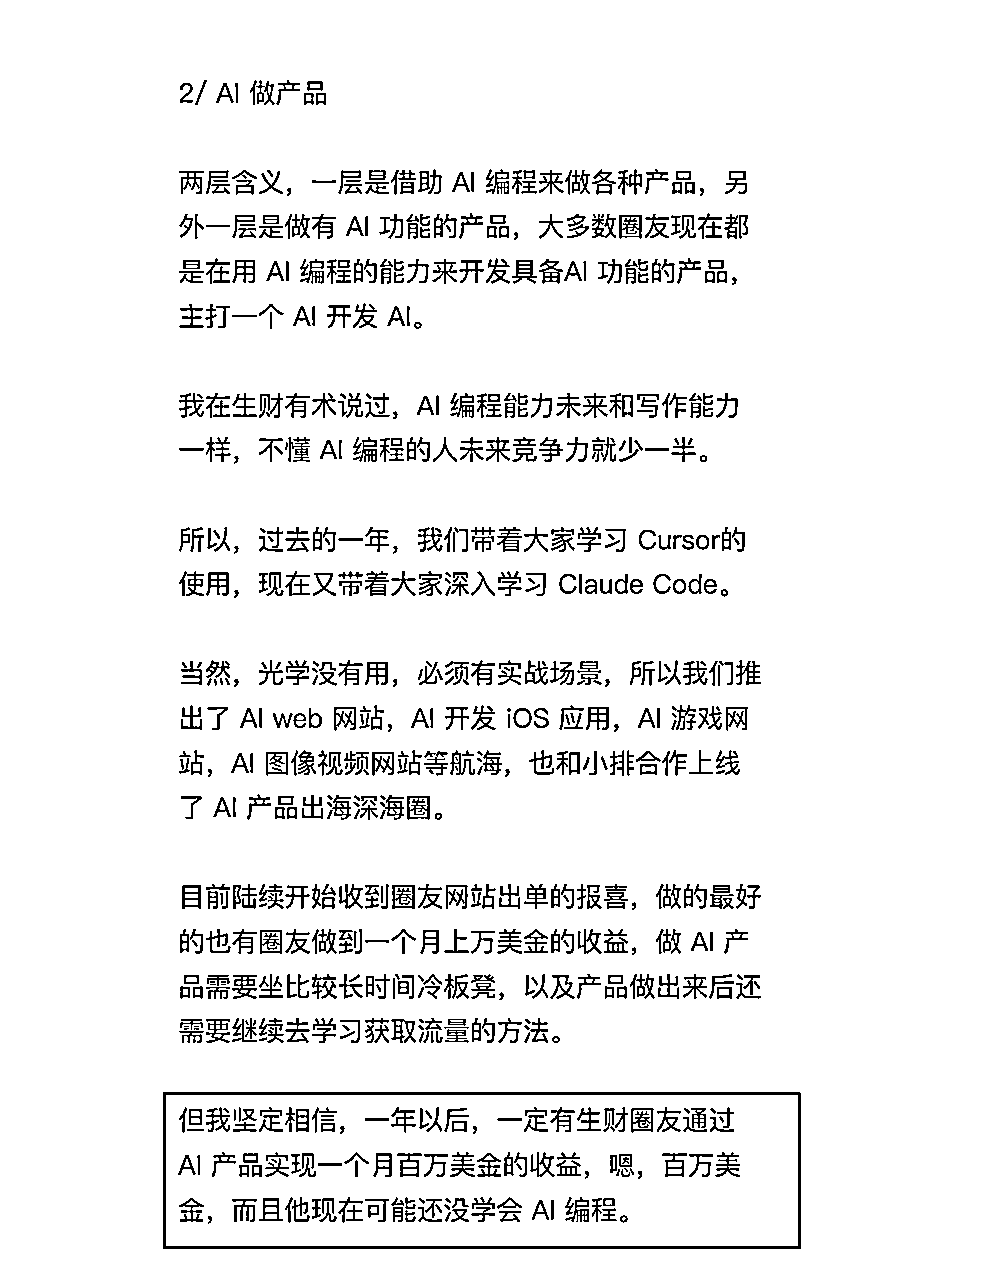 2/ AI 做产品
两层含义，一层是借助 AI 编程来做各种产品，另
外一层是做有 AI 功能的产品，大多数圈友现在都
是在用 AI 编程的能力来开发具备AI 功能的产品，
主打一个 AI 开发 AI。
我在生财有术说过，AI 编程能力未来和写作能力
一样，不懂 AI 编程的人未来竞争力就少一半。
所以，过去的一年，我们带着大家学习 Cursor的
使用，现在又带着大家深入学习 Claude Code。
当然，光学没有用，必须有实战场景，所以我们推
出了 AI web 网站，AI 开发 iOS 应用，AI 游戏网
站，AI 图像视频网站等航海，也和小排合作上线
了 AI 产品出海深海圈。
目前陆续开始收到圈友网站出单的报喜，做的最好
的也有圈友做到一个月上万美金的收益，做 AI 产
品需要坐比较长时间冷板凳，以及产品做出来后还
需要继续去学习获取流量的方法。
但我坚定相信，一年以后，一定有生财圈友通过
AI 产品实现一个月百万美金的收益，嗯，百万美
金，而且他现在可能还没学会 AI 编程。